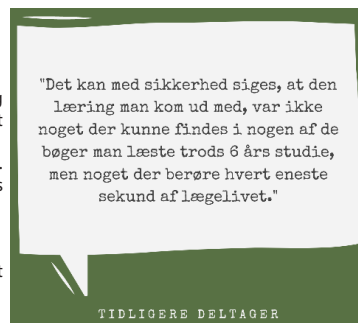 "Det kan med sikkerhed siges, at den
læring man kom ud med, var ikke
noget der kunne findes i nogen af de
bøger man læste trods 6 års studie,
men noget der berøre hvert eneste
sekund af lægelivet."
TIDLIGERE DELTAGER